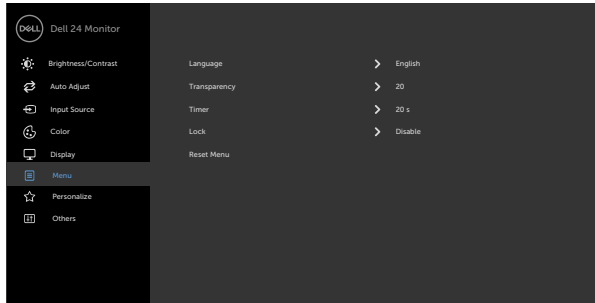 DELL Dell 24 Monitor
Brightness/Contrast
Auto Adjust
Input Source
Color
Display
Menu
Personalize
Others
Language English
Transparency 20
Timer 20 s
Lock Disable
Reset Menu